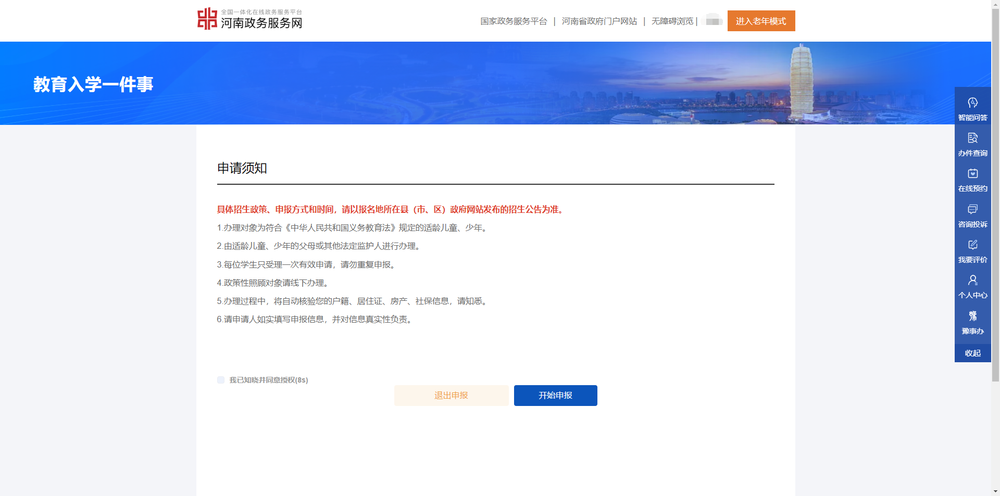 全国一体化在线政务服务平台
河南政务服务网
国家政务服务平台 | 河南省政府门户网站 | 无障碍浏览 |
进入老年模式
教育入学一件事
申请须知
具体招生政策、申报方式和时间，请以报名地所在县（市、区）政府网站发布的招生公告为准。
1.办理对象为符合《中华人民共和国义务教育法》规定的适龄儿童、少年。
2.由适龄儿童、少年的父母或其他法定监护人进行办理。
3.每位学生只受理一次有效申请，请勿重复申报。
4.政策性照顾对象请线下办理。
5.办理过程中，将自动核验您的户籍、居住证、房产、社保信息，请知悉。
6.请申请人如实填写申报信息，并对信息真实性负责。
我已知晓并同意授权(8s)
退出申报
开始申报
智能问答
办件查询
在线预约
咨询投诉
我要评价
个人中心
豫
豫事办
收起